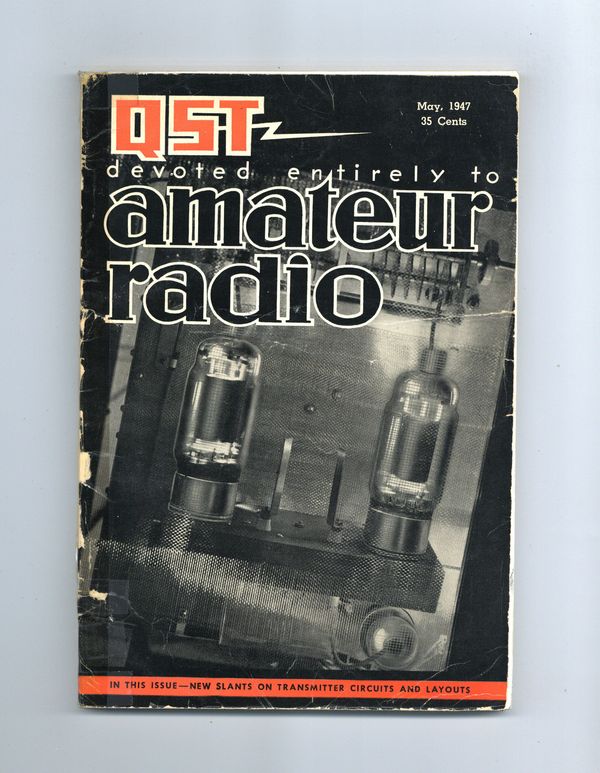 QST
May, 1947
35 Cents
devoted entirely to
amateur
radio
IN THIS ISSUE—NEW SLANTS ON TRANSMITTER CIRCUITS AND LAYOUTS